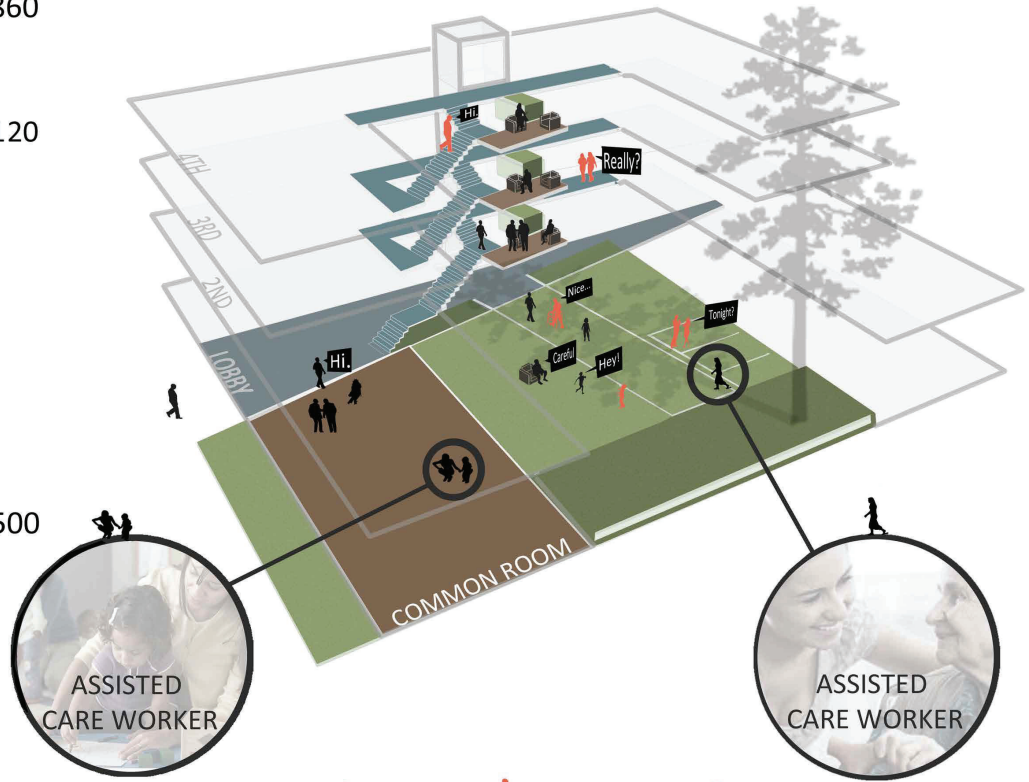 360
120
500
Hi.
4TH
Really?
3RD
2ND
Nice...
Tonight?
LOBBY
Hi.
Careful
Hey!
COMMON ROOM
ASSISTED
CARE WORKER
ASSISTED
CARE WORKER